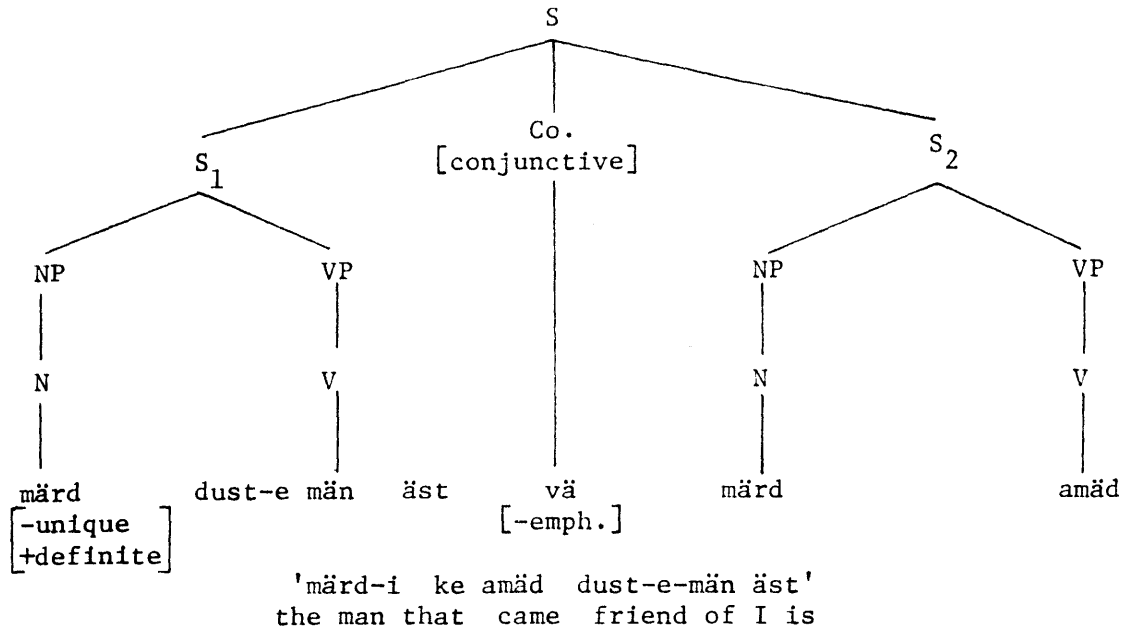 S
Co.
[conjunctive]
S1 S2
NP VP NP VP
N V N V
märd dust-e män äst vä märd amäd
[-unique [-emph.]
+definite]
'märd-i ke amäd dust-e-män äst'
the man that came friend of I is